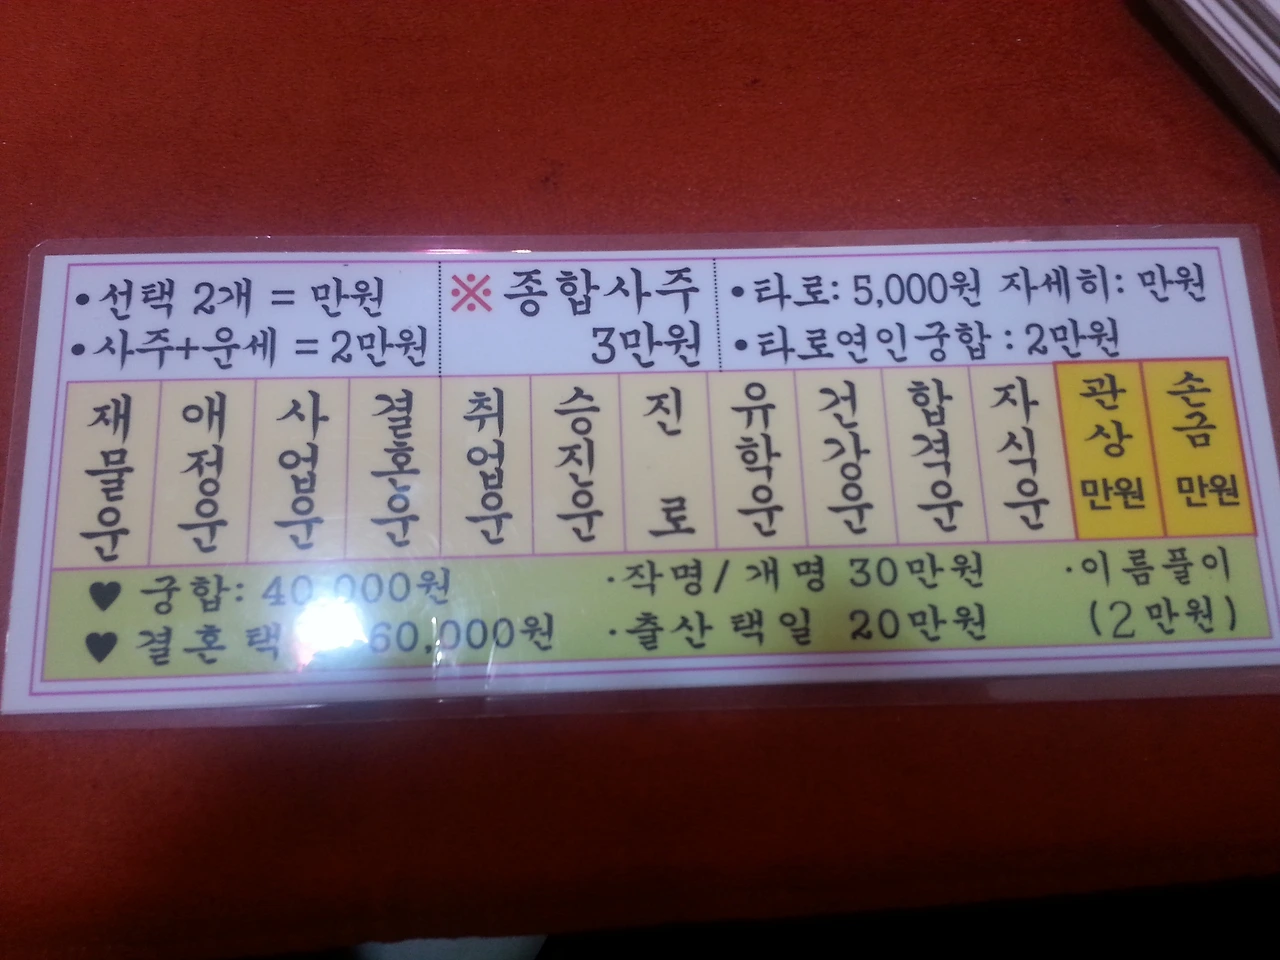 •선택 2개 = 만원
•사주+운세 =2만원
※ 종합사주
3만원
•타로: 5,000원 자세히: 만원
•타로연인궁합 : 2만원
재물운
애정운
사업운
결혼운
취업운
승진운
진로
유학운
건강운
합격운
자식운
관상 만원
손금 만원
♥ 궁합: 40,000원
♥ 결혼택 60,000원
·작명/ 개명 30만원
·출산택일 20만원
·이름풀이
(2만원)